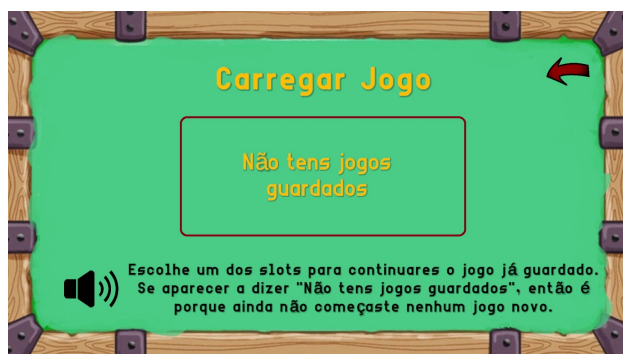 Carregar Jogo
Não tens jogos
guardados
Escolhe um dos slots para continuares o jogo já guardado.
Se aparecer a dizer "Não tens jogos guardados", então é
porque ainda não começaste nenhum jogo novo.